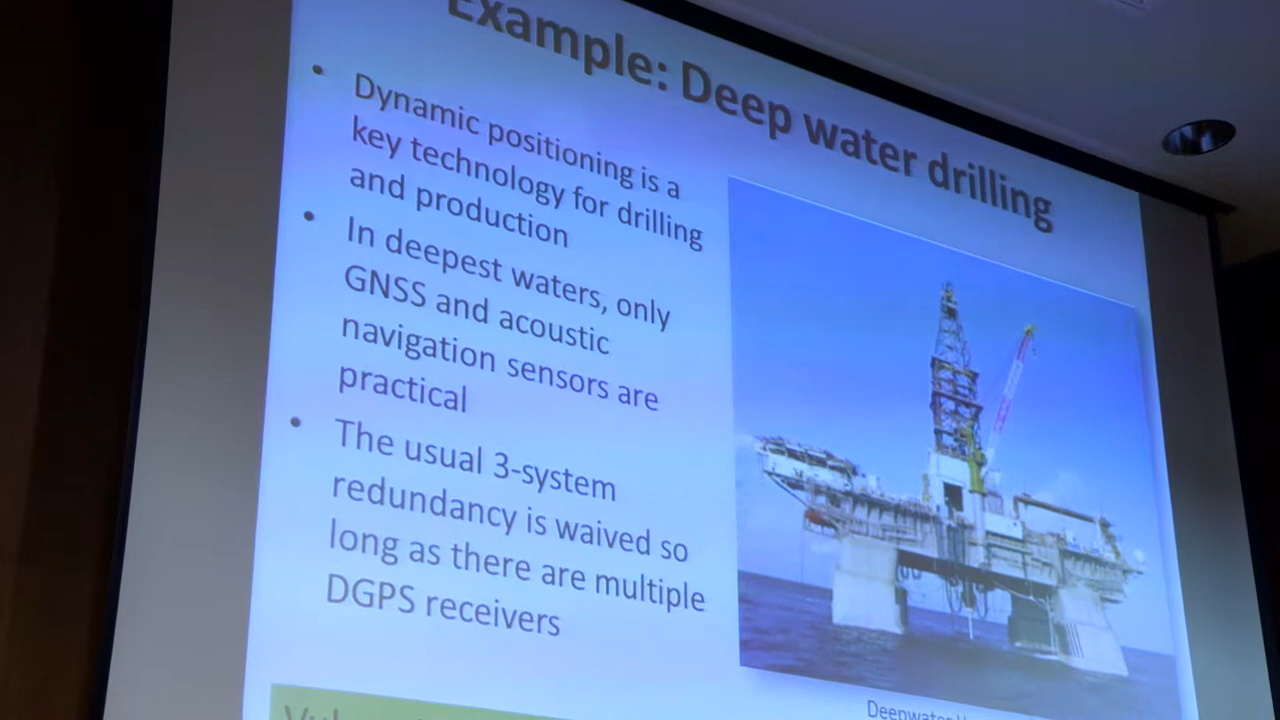 Example: Deep water drilling
• Dynamic positioning is a
key technology for drilling
and production
• In deepest waters, only
GNSS and acoustic
navigation sensors are
practical
• The usual 3-system
redundancy is waived so
long as there are multiple
DGPS receivers
Deepwater